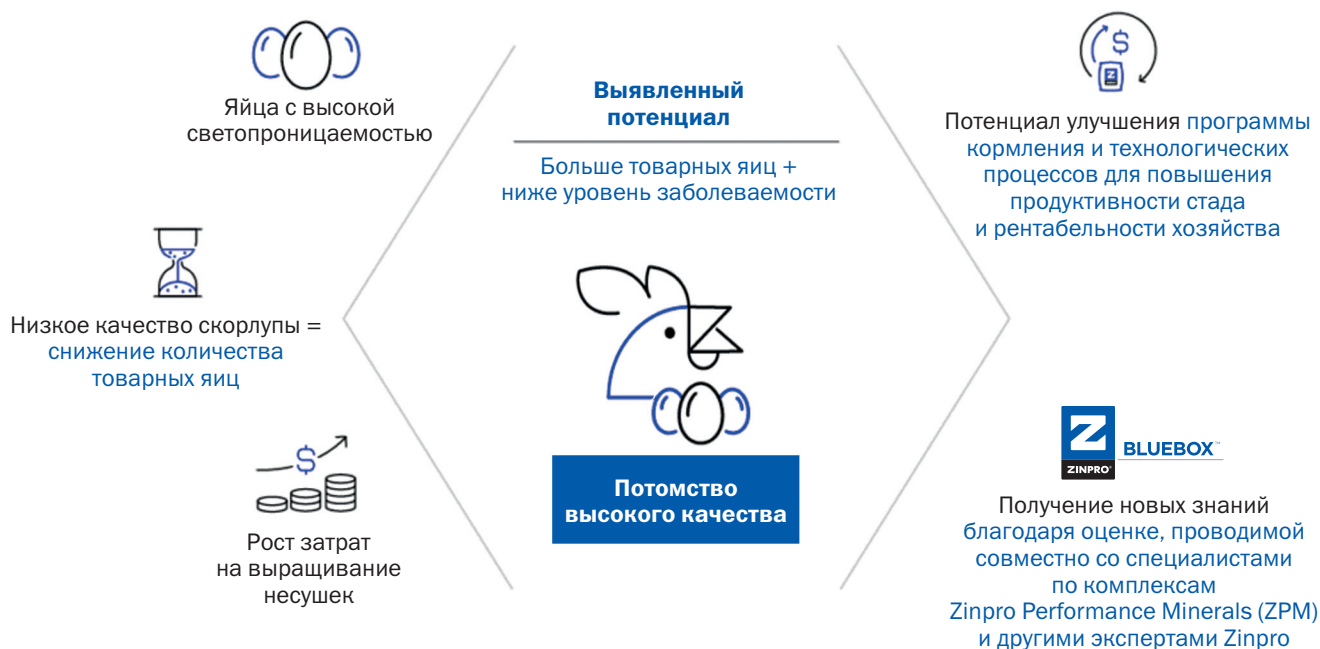 Яйца с высокой
светопроницаемостью
Низкое качество скорлупы =
снижение количества
товарных яиц
$
Рост затрат
на выращивание
несушек
Выявленный
потенциал
Больше товарных яиц +
ниже уровень заболеваемости
Потомство
высокого качества
$
Z
Потенциал улучшения программы
кормления и технологических
процессов для повышения
продуктивности стада
и рентабельности хозяйства
Z
ZINPRO®
BLUEBOX™
Получение новых знаний
благодаря оценке, проводимой
совместно со специалистами
по комплексам
Zinpro Performance Minerals (ZPM)
и другими экспертами Zinpro